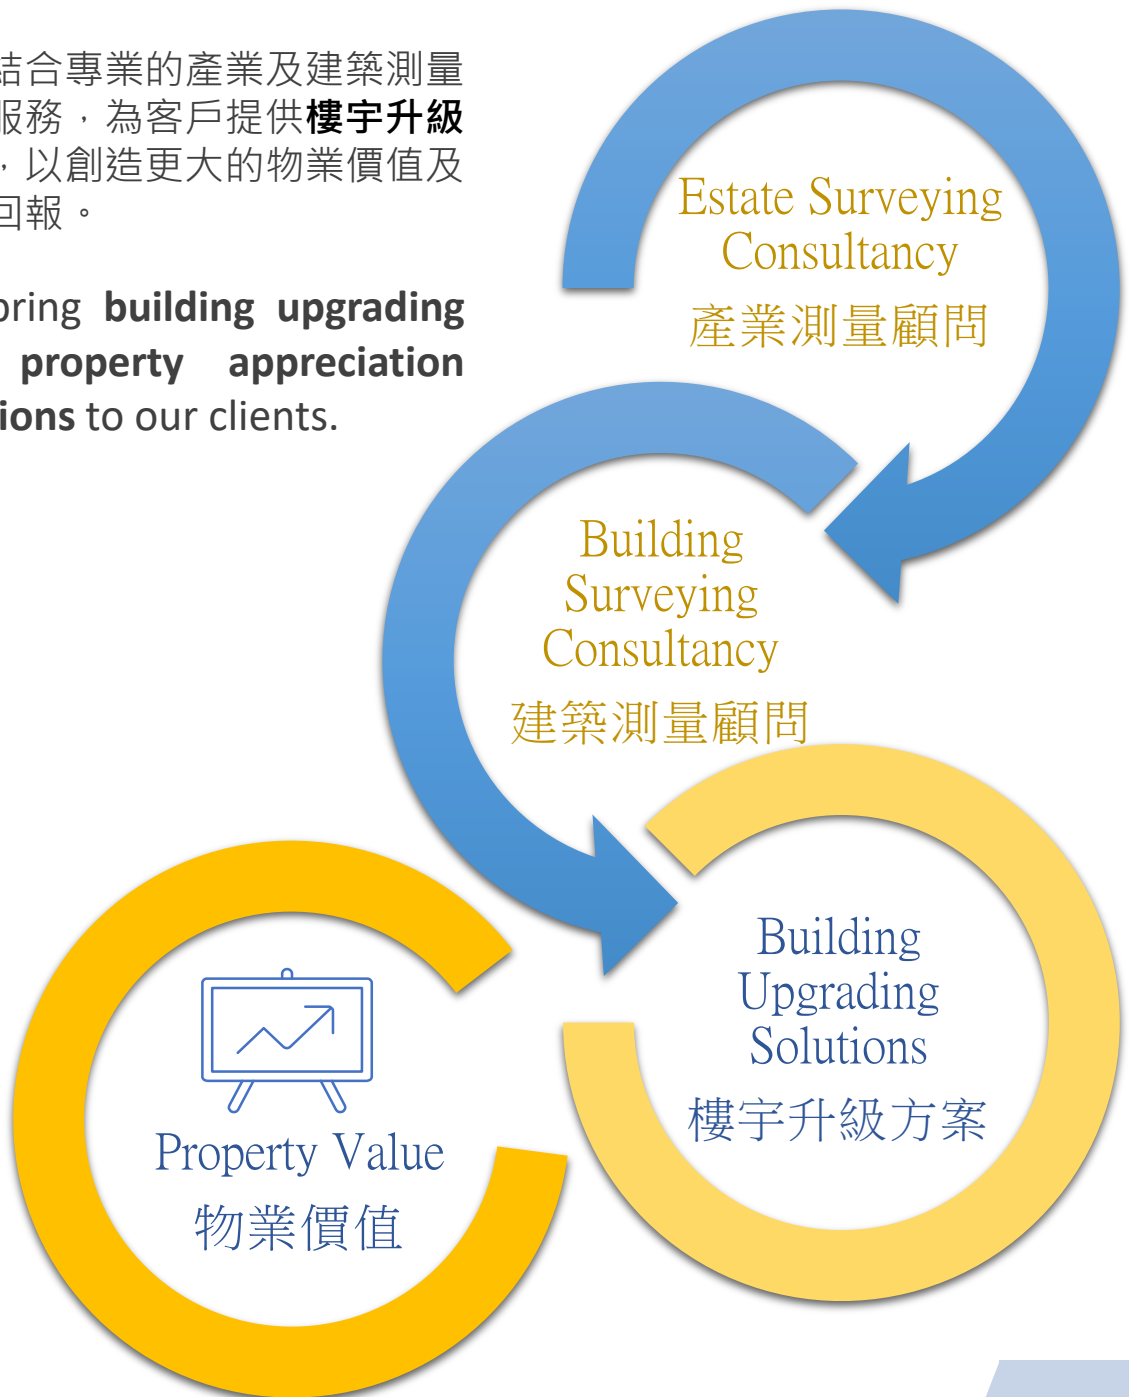 結合專業的產業及建築測量
服務，為客戶提供樓宇升級
，以創造更大的物業價值及
回報。
building upgrading
property appreciation
to our clients.
Estate Surveying
Consultancy
產業測量顧問
Building
Surveying
Consultancy
建築測量顧問
Building
Upgrading
Solutions
樓宇升級方案
Property Value
物業價值